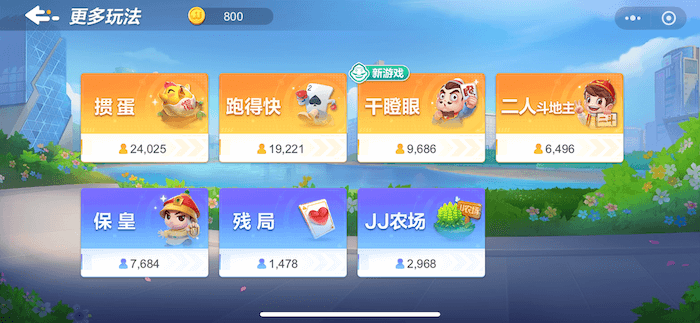 更多玩法
800
新游戏
掼蛋
跑得快
干瞪眼
二人斗地主
24,025
19,221
9,686
6,496
保皇
残局
JJ农场
7,684
1,478
2,968